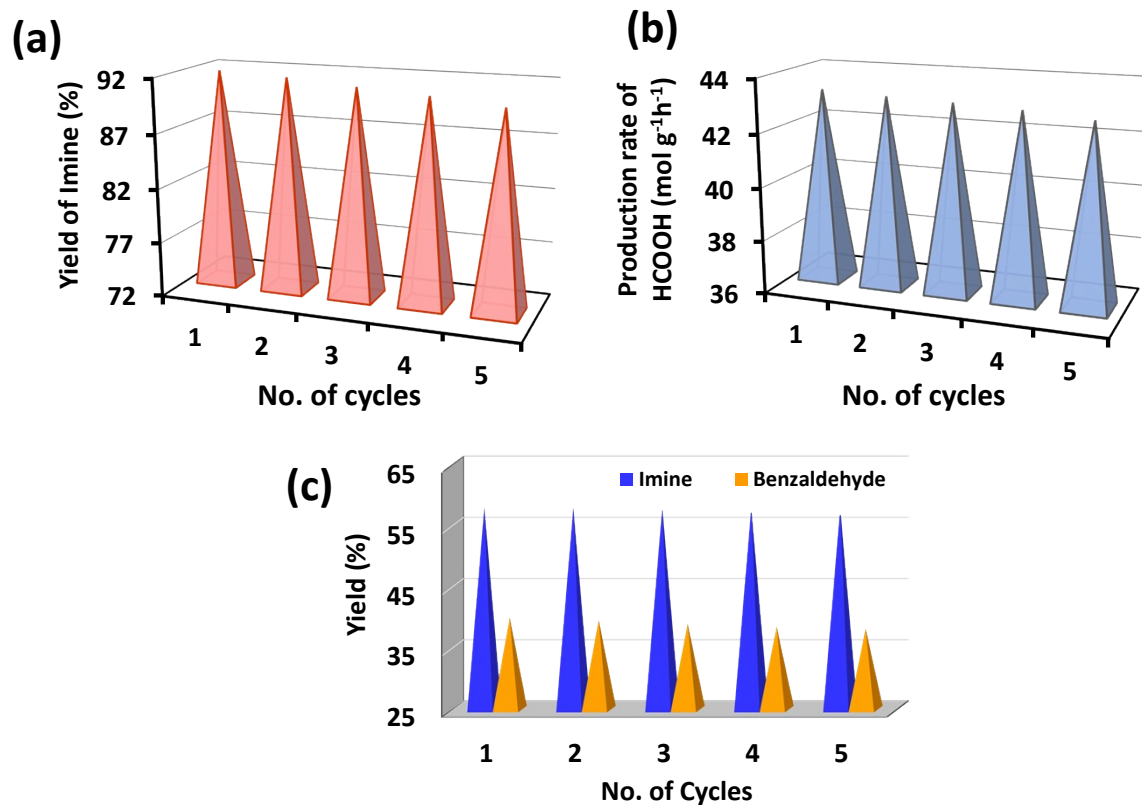 (a)
Yield of Imine (%)
92
87
82
77
72
1 2 3 4 5
No. of cycles
(b)
Production rate of
HCOOH (mol g⁻¹h⁻¹)
44
42
40
38
36
1 2 3 4 5
No. of cycles
(c)
Imine Benzaldehyde
Yield (%)
65
55
45
35
25
1 2 3 4 5
No. of Cycles